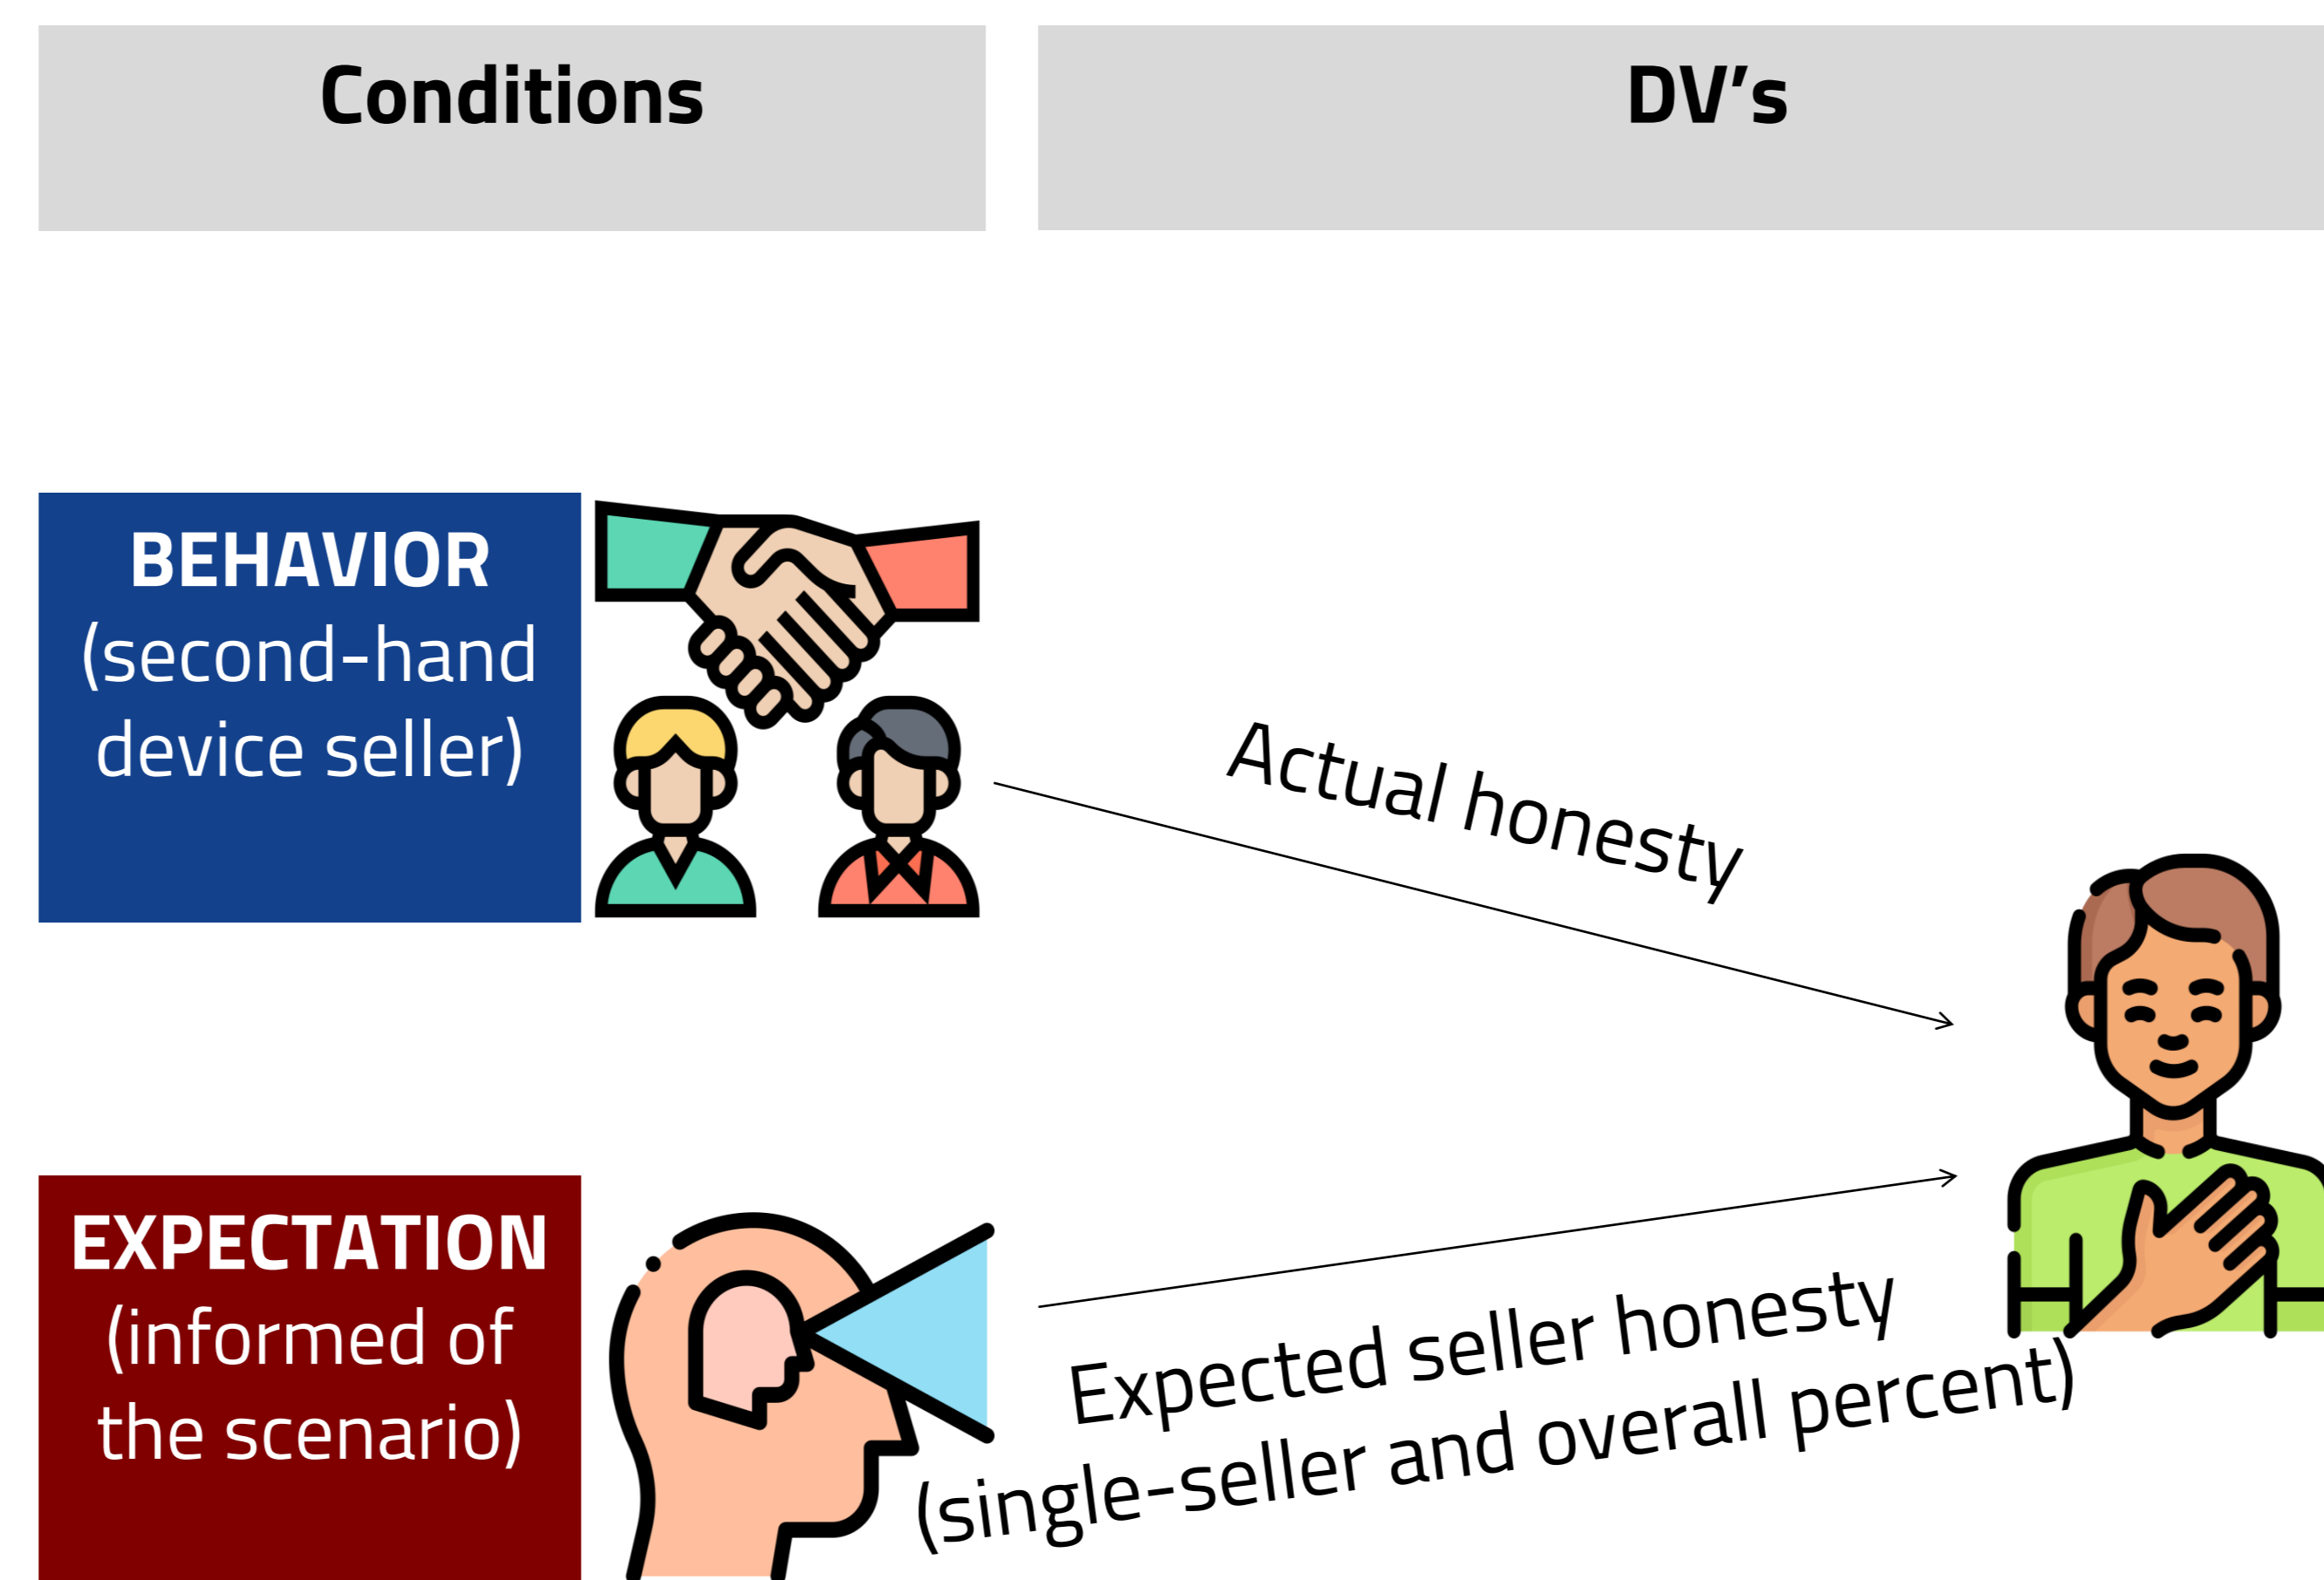 Conditions
DV’s
BEHAVIOR
(second-hand
device seller)
Actual honesty
EXPECTATION
(informed of
the scenario)
Expected seller honesty
(single-seller and overall percent)